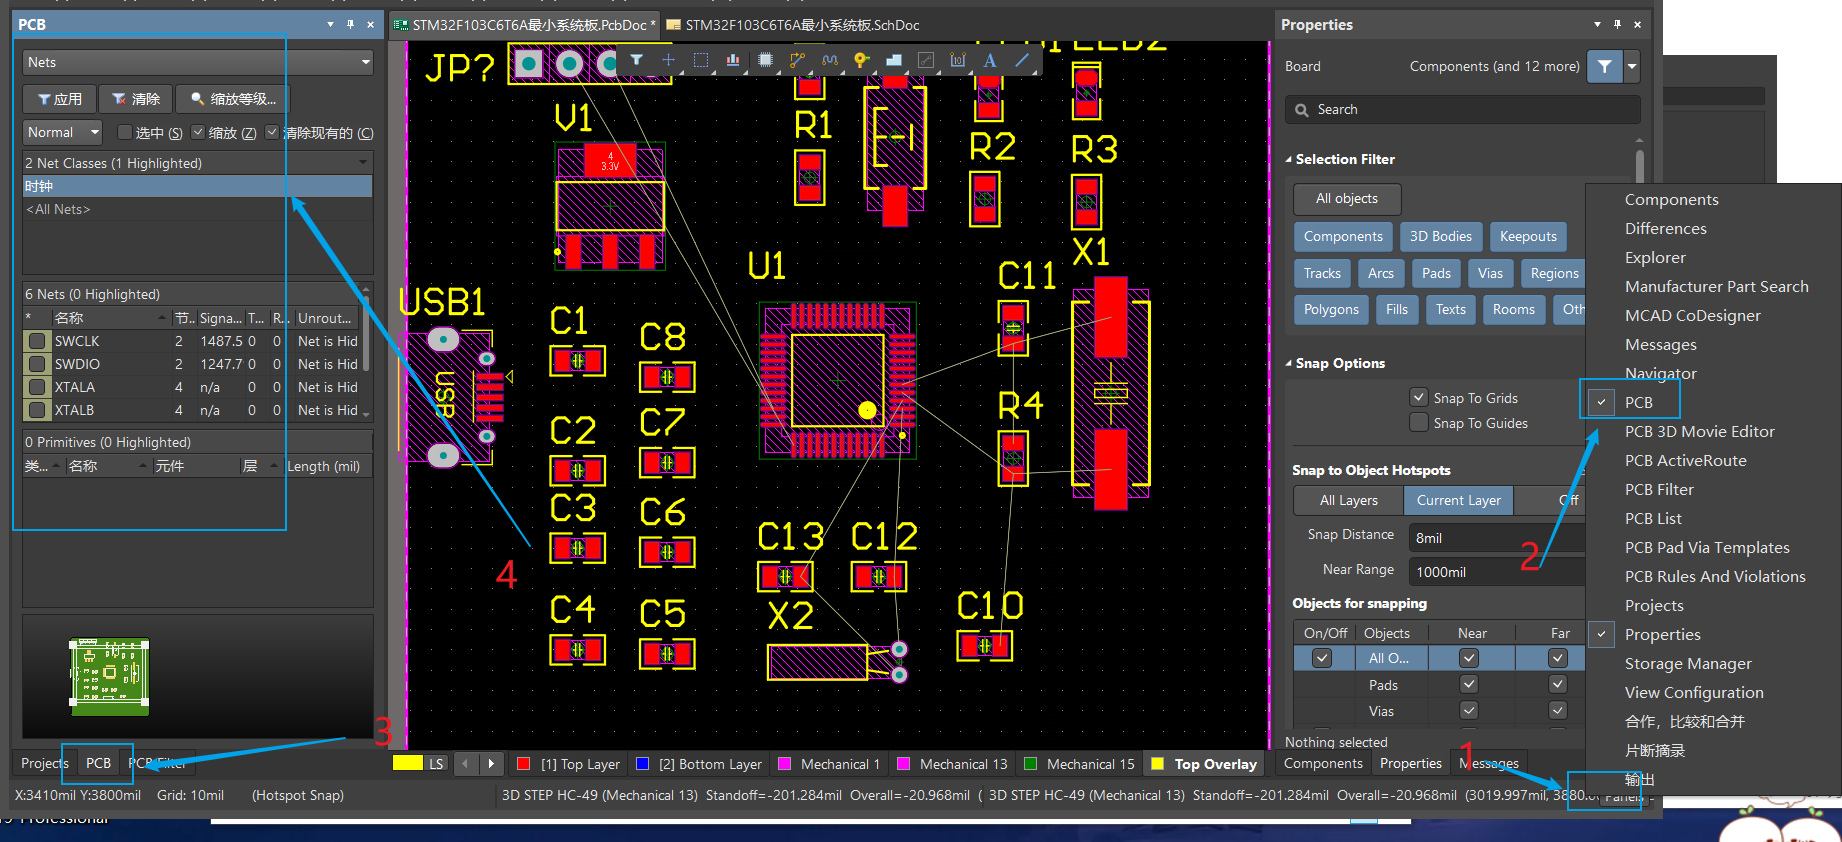 PCB
STM32F103C6T6A最小系统板.PcbDoc *
STM32F103C6T6A最小系统板.SchDoc
Properties
Nets
应用
清除
缩放等级...
Normal
选中 (S)
缩放 (Z)
清除现有的 (C)
2 Net Classes (1 Highlighted)
时钟
<All Nets>
6 Nets (0 Highlighted)
* 名称 节.. Signa... T... R... Unrout...
SWCLK 2 1487.5 0 0 Net is Hid
SWDIO 2 1247.7 0 0 Net is Hid
XTALA 4 n/a 0 0 Net is Hid
XTALB 4 n/a 0 0 Net is Hid
0 Primitives (0 Highlighted)
类... 名称 元件 层 Length (mil)
Projects
PCB
PCB Filter
X:3410mil Y:3800mil Grid: 10mil (Hotspot Snap)
JP?
V1
4
3.3V
R1
E1
R2
LED2
R3
X1
U1
C11
USB1
USB
C1
C8
R4
C2
C7
C3
C6
C13
C12
C4
C5
X2
C10
4
3
LS
[1] Top Layer
[2] Bottom Layer
Mechanical 1
Mechanical 13
Mechanical 15
Top Overlay
3D STEP HC-49 (Mechanical 13) Standoff=-201.284mil Overall=-20.968mil (
3D STEP HC-49 (Mechanical 13) Standoff=-201.284mil Overall=-20.968mil (3019.997mil, 3880.0
Board
Components (and 12 more)
Search
Selection Filter
All objects
Components
3D Bodies
Keepouts
Tracks
Arcs
Pads
Vias
Regions
Polygons
Fills
Texts
Rooms
Oth
Snap Options
Snap To Grids
Snap To Guides
Snap to Object Hotspots
All Layers
Current Layer
Off
Snap Distance
8mil
Near Range
1000mil
Objects for snapping
On/Off Objects Near Far
All O...
Pads
Vias
Nothing selected
Components
Properties
Messages
1
2
Components
Differences
Explorer
Manufacturer Part Search
MCAD CoDesigner
Messages
Navigator
PCB
PCB 3D Movie Editor
PCB ActiveRoute
PCB Filter
PCB List
PCB Pad Via Templates
PCB Rules And Violations
Projects
Properties
Storage Manager
View Configuration
合作，比较和合并
片断摘录
输出
Panels